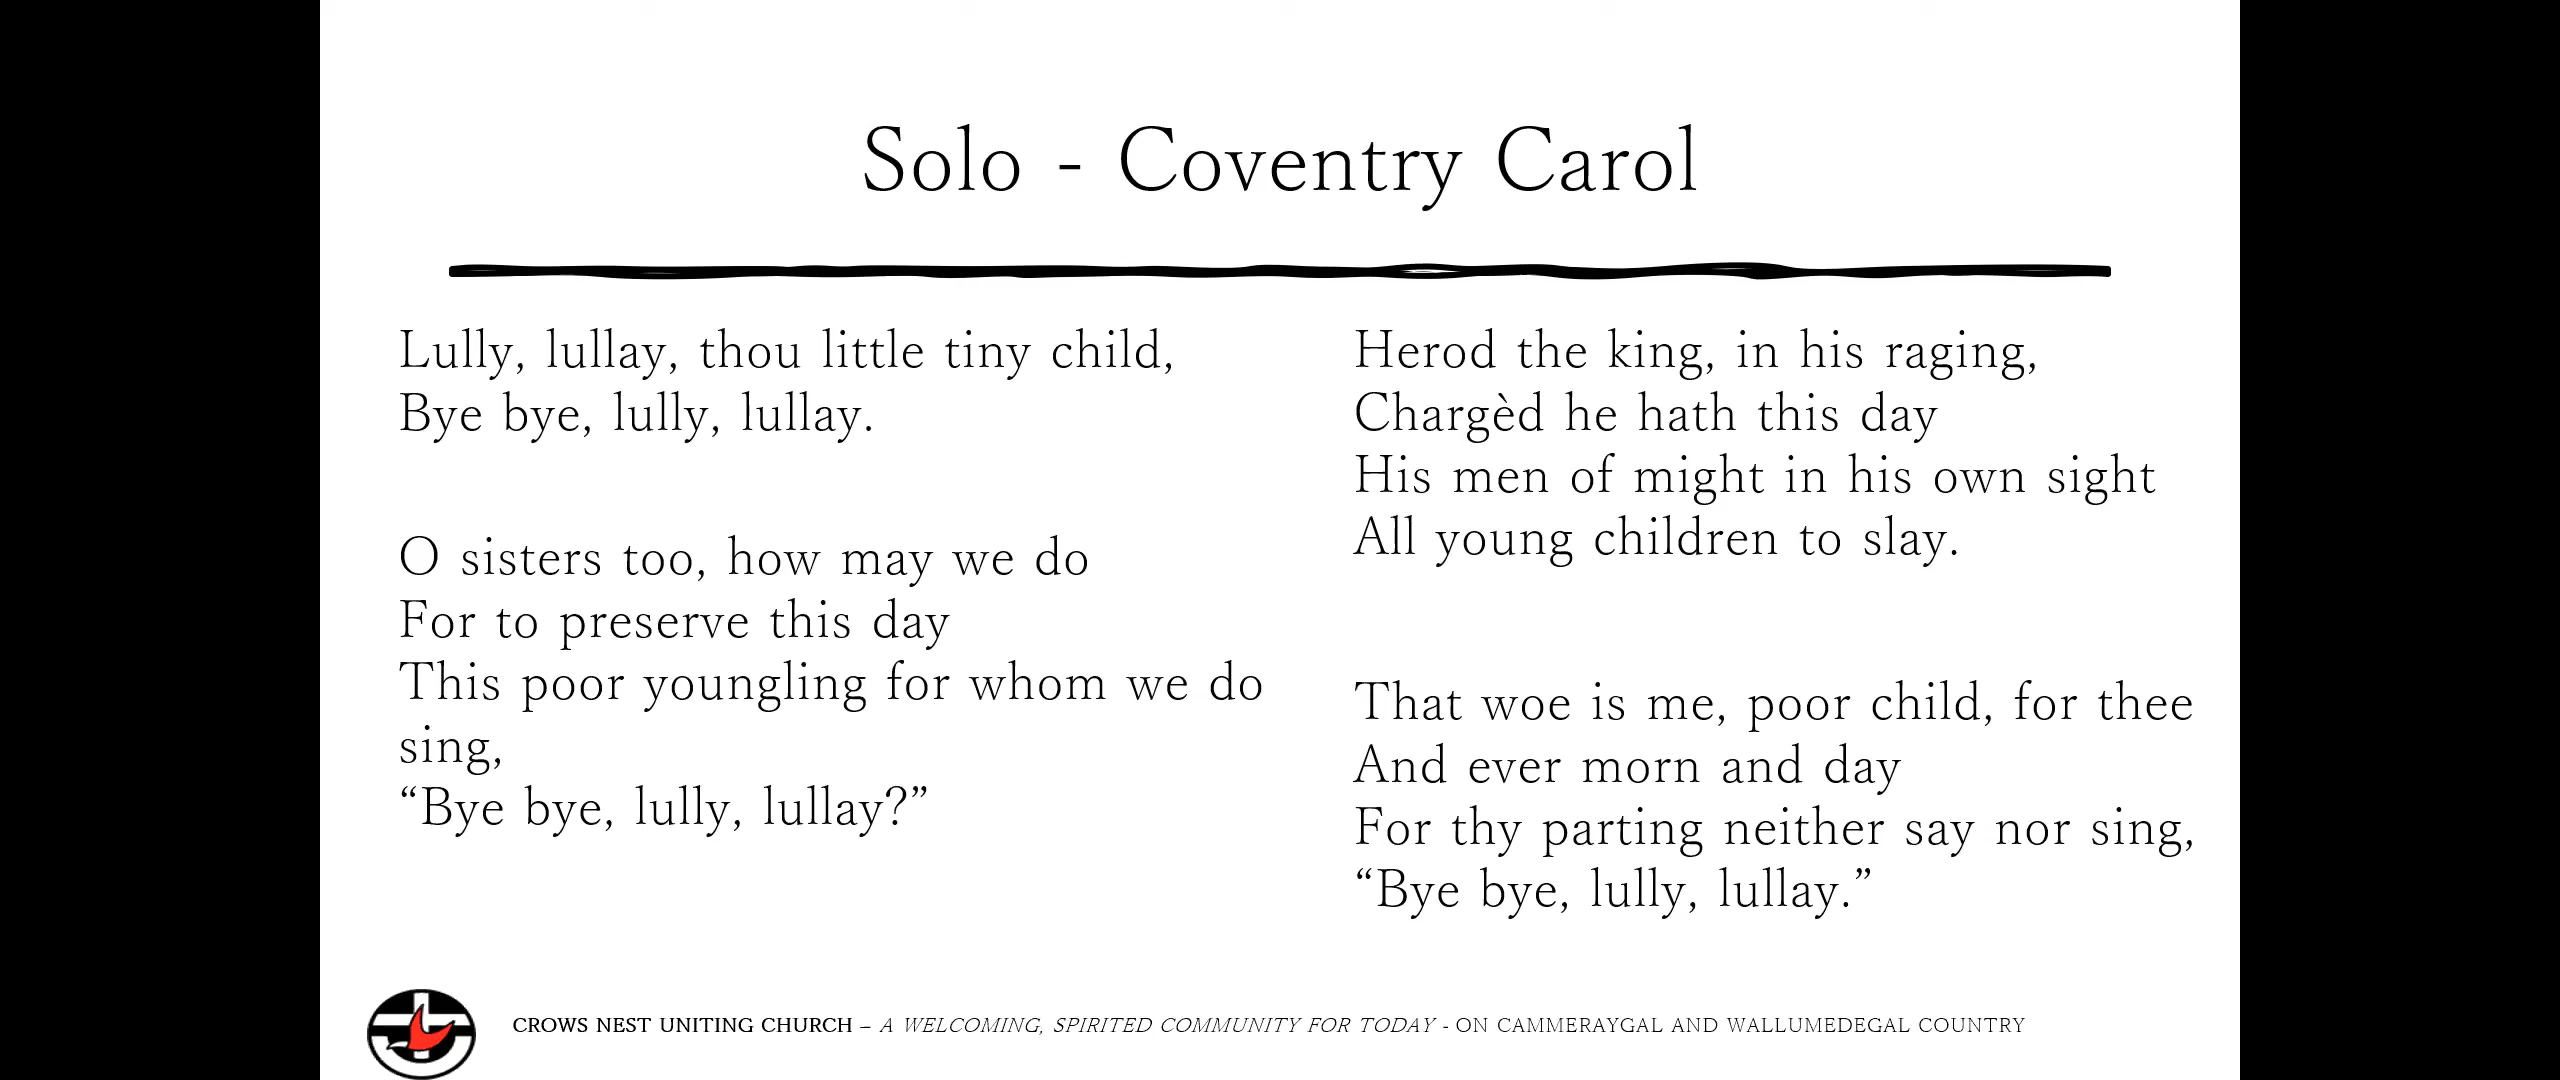 Solo - Coventry Carol
Lully, lullay, thou little tiny child,
Bye bye, lully, lullay.
O sisters too, how may we do
For to preserve this day
This poor youngling for whom we do
sing,
“Bye bye, lully, lullay?”
Herod the king, in his raging,
Chargèd he hath this day
His men of might in his own sight
All young children to slay.
That woe is me, poor child, for thee
And ever morn and day
For thy parting neither say nor sing,
“Bye bye, lully, lullay.”
CROWS NEST UNITING CHURCH – A WELCOMING, SPIRITED COMMUNITY FOR TODAY - ON CAMMERAYGAL AND WALLUMEDEGAL COUNTRY